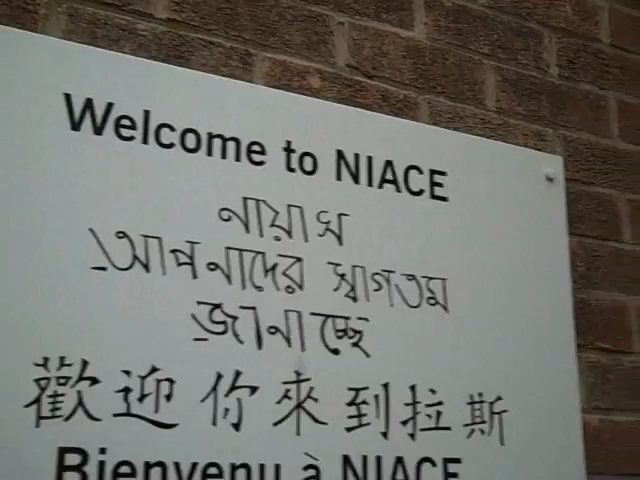 Welcome to NIACE
নায়াস
আপনাদের স্বাগতম
জানাচ্ছে
歡迎你來到拉斯
Bienvenu à NIACE